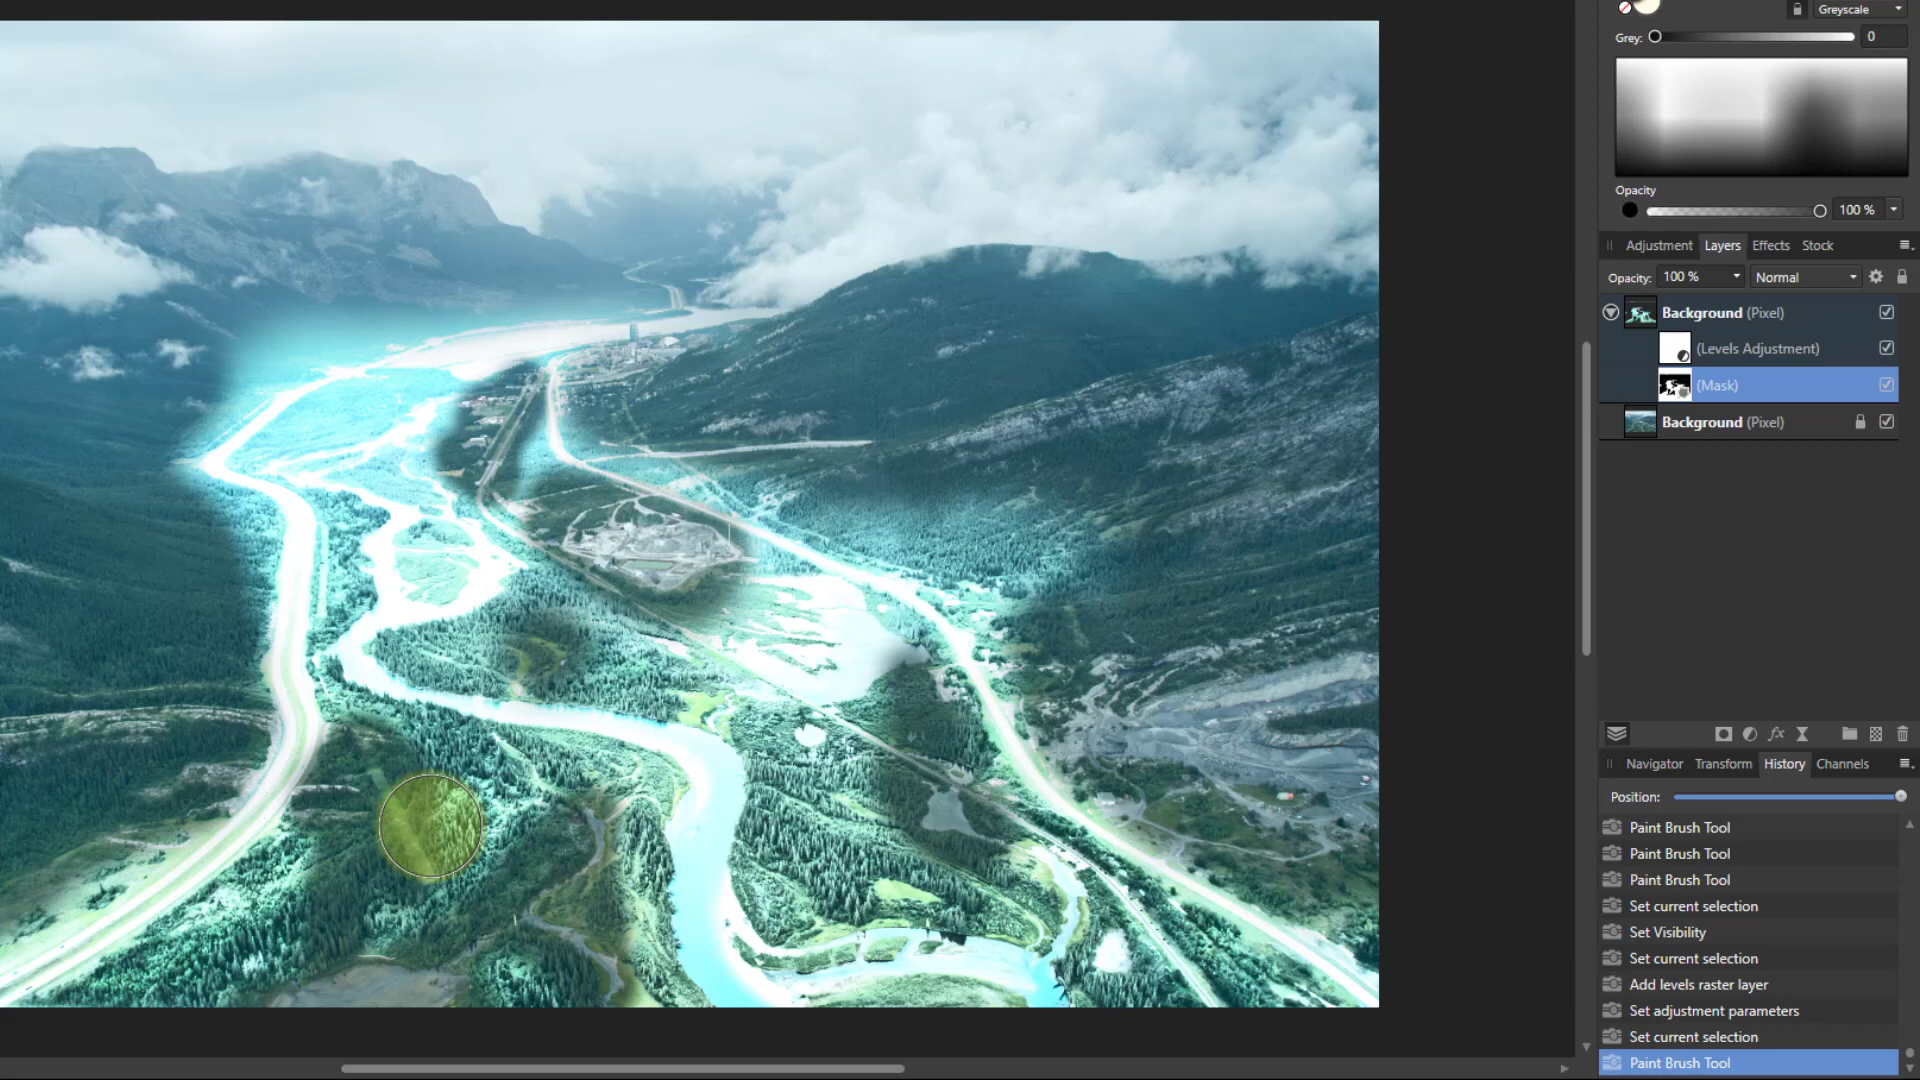 Greyscale
Grey: 0
Opacity
100 %
Adjustment Layers Effects Stock
Opacity: 100 % Normal
Background (Pixel)
(Levels Adjustment)
(Mask)
Background (Pixel)
fx
Navigator Transform History Channels
Position:
Paint Brush Tool
Paint Brush Tool
Paint Brush Tool
Set current selection
Set Visibility
Set current selection
Add levels raster layer
Set adjustment parameters
Set current selection
Paint Brush Tool